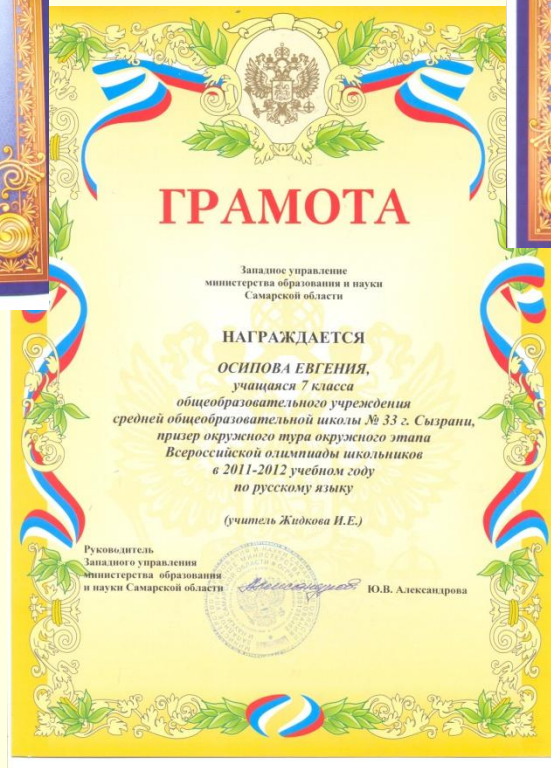 ГРАМОТА
Западное управление
министерства образования и науки
Самарской области
НАГРАЖДАЕТСЯ
ОСИПОВА ЕВГЕНИЯ,
учащаяся 7 класса
общеобразовательного учреждения
средней общеобразовательной школы № 33 г. Сызрани,
призер окружного тура окружного этапа
Всероссийской олимпиады школьников
в 2011-2012 учебном году
по русскому языку
(учитель Жидкова И.Е.)
Руководитель
Западного управления
министерства образования
и науки Самарской области
Ю.В. Александрова